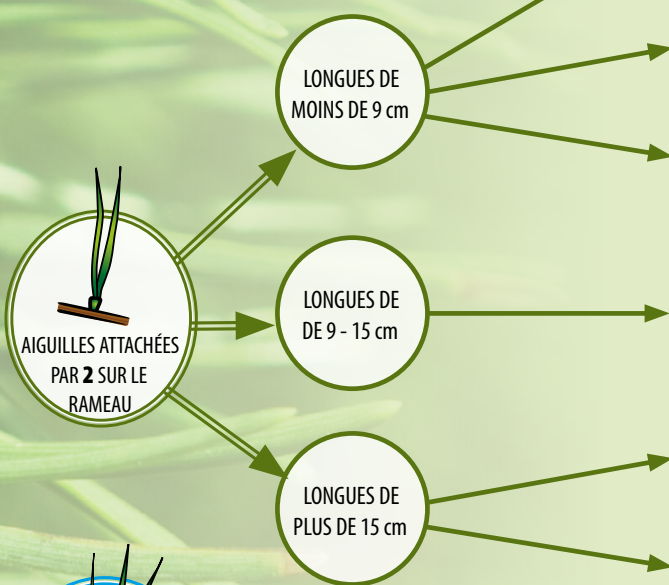 LONGUES DE
MOINS DE 9 cm
AIGUILLES ATTACHÉES
PAR 2 SUR LE
RAMEAU
LONGUES DE
DE 9 - 15 cm
LONGUES DE
PLUS DE 15 cm